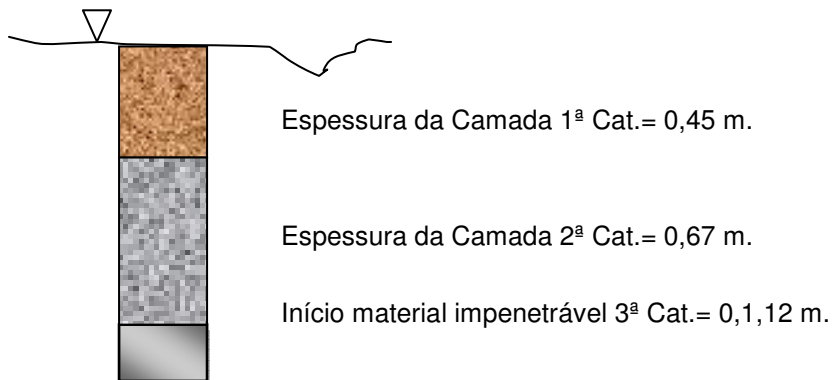 Espessura da Camada 1ª Cat.= 0,45 m.
Espessura da Camada 2ª Cat.= 0,67 m.
Início material impenetrável 3ª Cat.= 0,1,12 m.